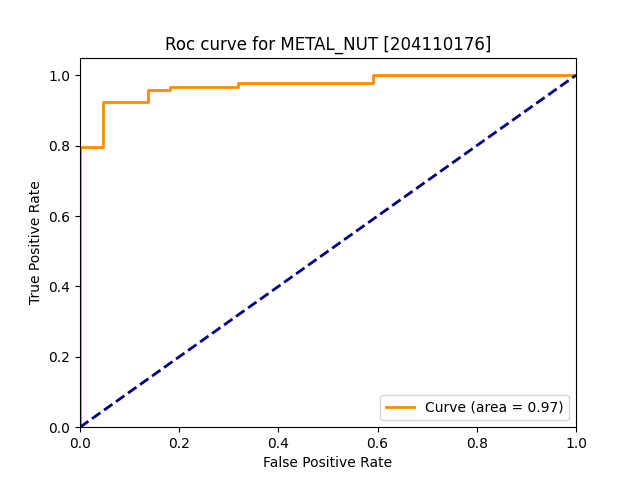 Roc curve for METAL_NUT [204110176]
1.0
0.8
0.6
0.4
0.2
0.0
True Positive Rate
Curve (area = 0.97)
0.0 0.2 0.4 0.6 0.8 1.0
False Positive Rate